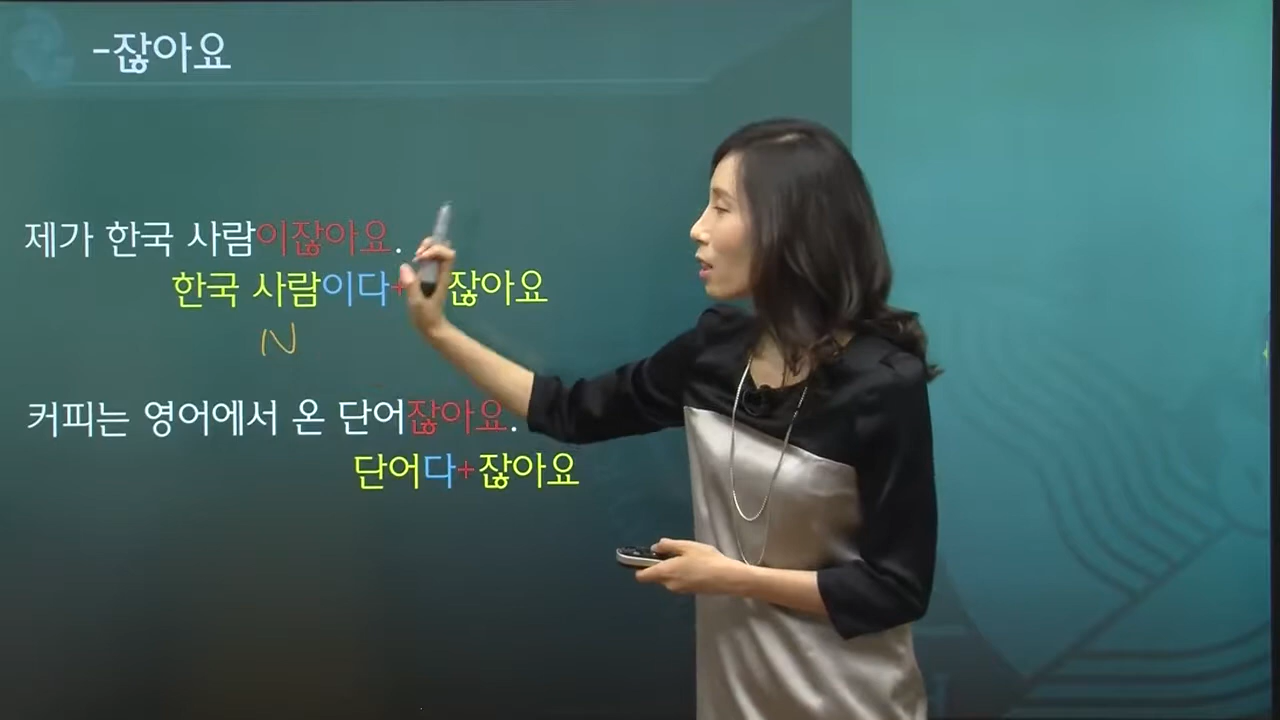 -잖아요
제가 한국 사람이잖아요.
한국 사람이다+ 잖아요
N
커피는 영어에서 온 단어잖아요.
단어다+잖아요